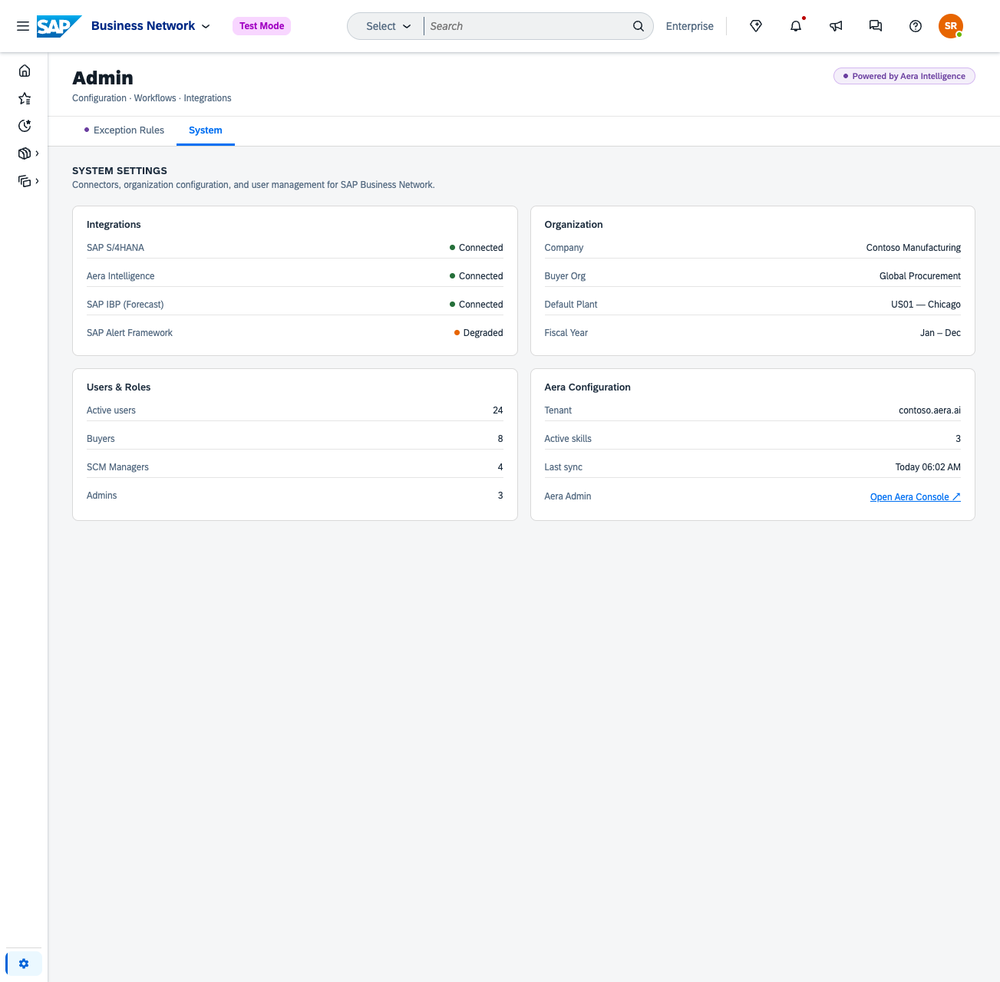 SAP Business Network Test Mode Select Search Enterprise SR
Admin
Powered by Aera Intelligence
Configuration · Workflows · Integrations
Exception Rules System
SYSTEM SETTINGS
Connectors, organization configuration, and user management for SAP Business Network.
Integrations
SAP S/4HANA Connected
Aera Intelligence Connected
SAP IBP (Forecast) Connected
SAP Alert Framework Degraded
Organization
Company Contoso Manufacturing
Buyer Org Global Procurement
Default Plant US01 — Chicago
Fiscal Year Jan – Dec
Users & Roles
Active users 24
Buyers 8
SCM Managers 4
Admins 3
Aera Configuration
Tenant contoso.aera.ai
Active skills 3
Last sync Today 06:02 AM
Aera Admin Open Aera Console ↗